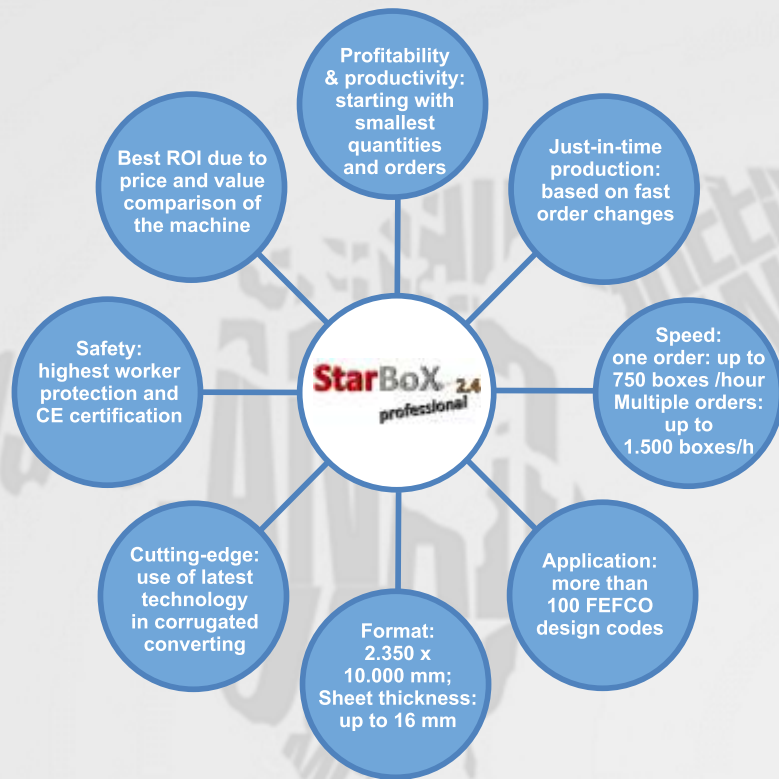 Profitability
& productivity:
starting with
smallest
quantities
and orders
Just-in-time
production:
based on fast
order changes
Speed:
one order: up to
750 boxes /hour
Multiple orders:
up to
1.500 boxes/h
Application:
more than
100 FEFCO
design codes
Format:
2.350 x
10.000 mm;
Sheet thickness:
up to 16 mm
Cutting-edge:
use of latest
technology
in corrugated
converting
Safety:
highest worker
protection and
CE certification
Best ROI due to
price and value
comparison of
the machine
StarBoX 2.4
professional